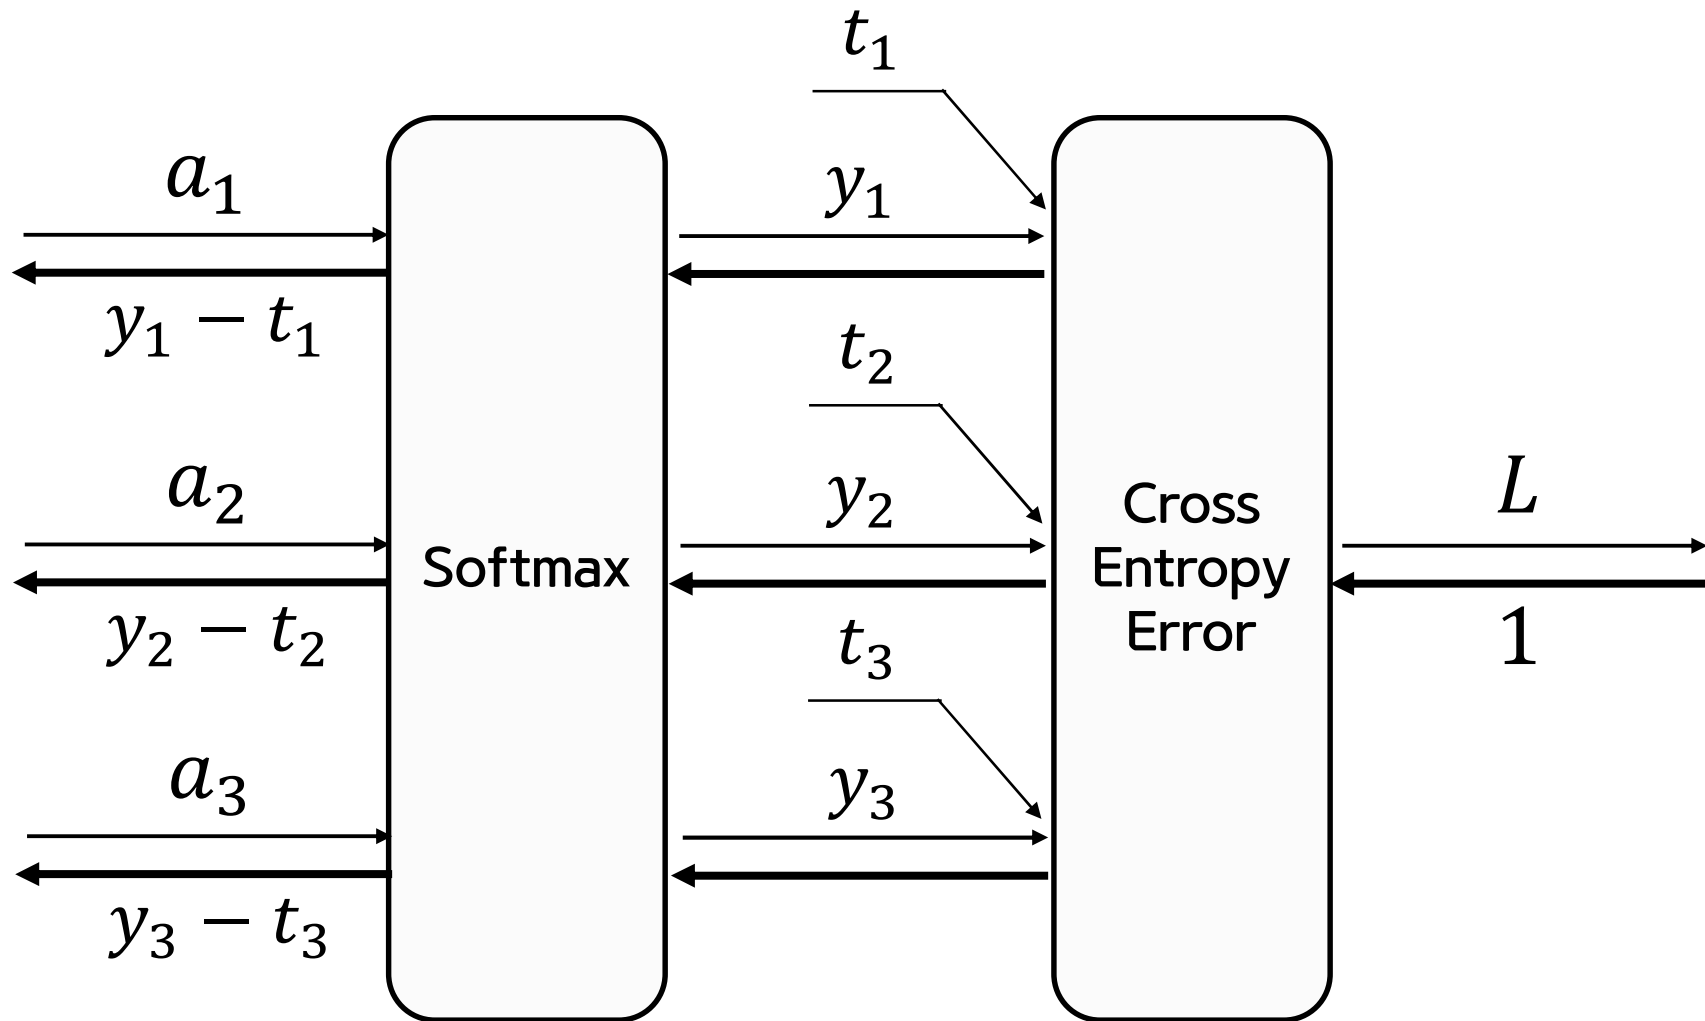 t₁
a₁
y₁
y₁ − t₁
t₂
a₂
y₂
Softmax
Cross
Entropy
Error
L
1
y₂ − t₂
t₃
a₃
y₃
y₃ − t₃